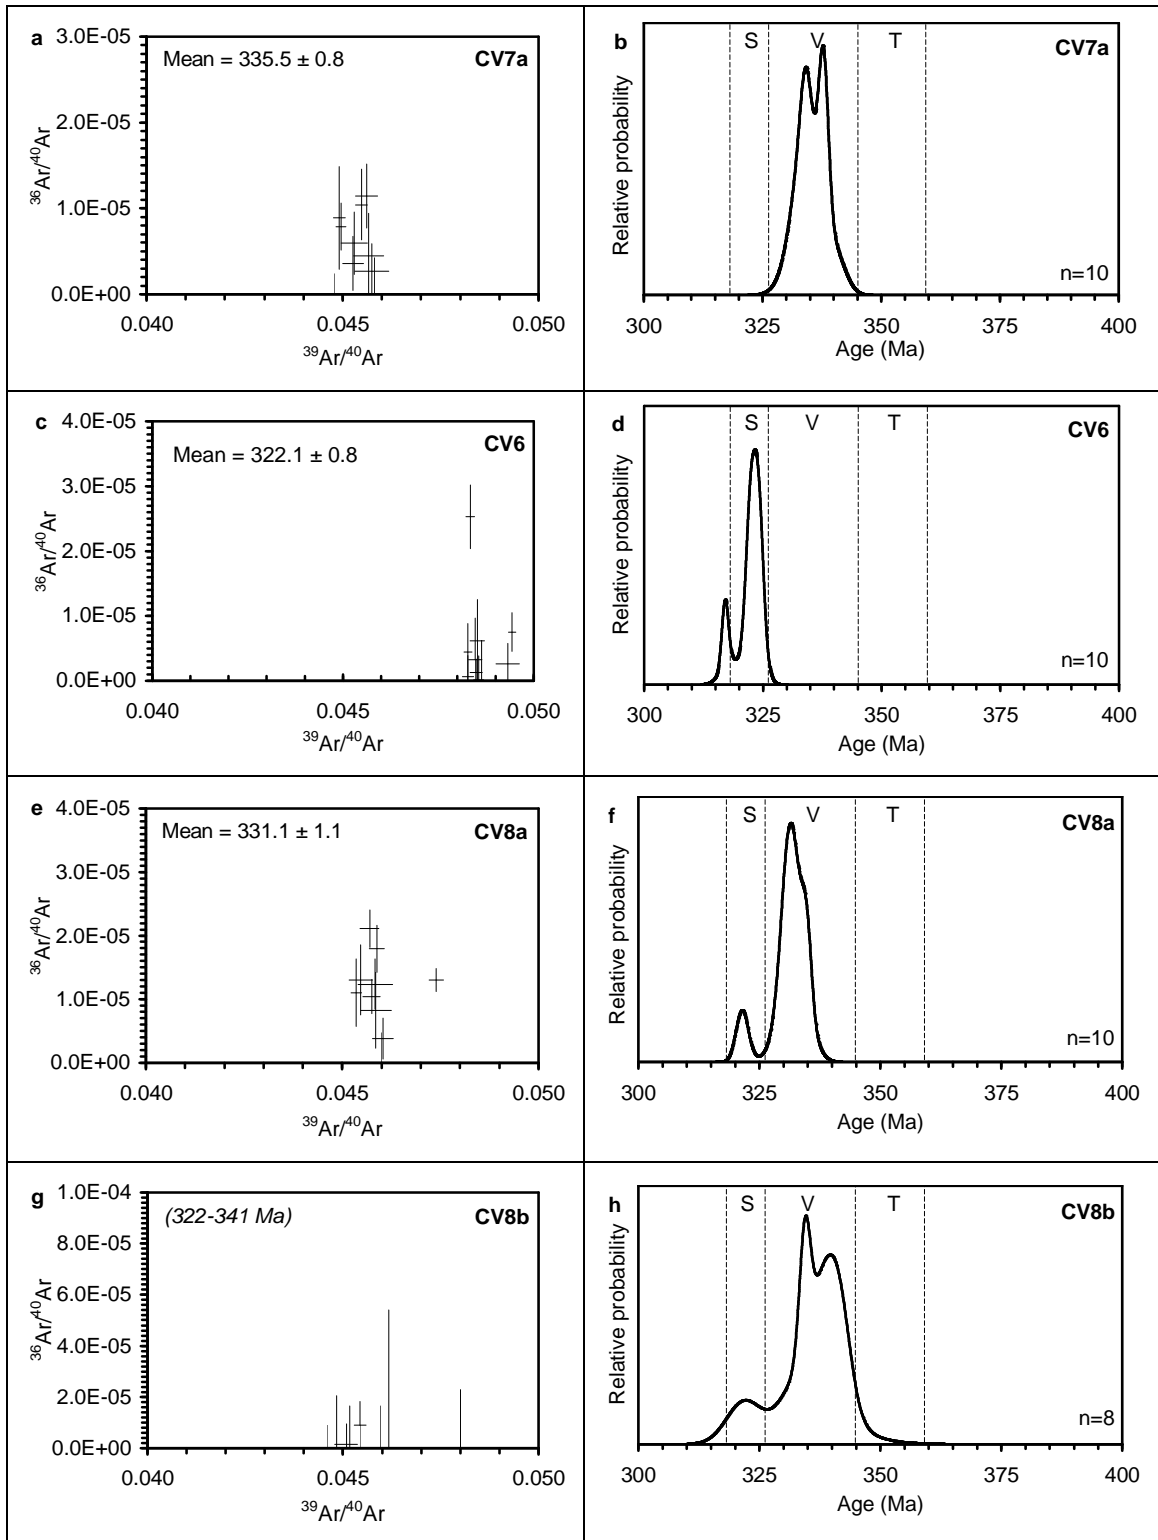 a
3.0E-05
Mean = 335.5 ± 0.8
CV7a
2.0E-05
1.0E-05
0.0E+00
³⁶Ar/⁴⁰Ar
0.040
0.045
0.050
³⁹Ar/⁴⁰Ar
b
S
V
T
CV7a
Relative probability
n=10
300
325
350
375
400
Age (Ma)
c
4.0E-05
Mean = 322.1 ± 0.8
CV6
3.0E-05
2.0E-05
1.0E-05
0.0E+00
³⁶Ar/⁴⁰Ar
0.040
0.045
0.050
³⁹Ar/⁴⁰Ar
d
S
V
T
CV6
Relative probability
n=10
300
325
350
375
400
Age (Ma)
e
4.0E-05
Mean = 331.1 ± 1.1
CV8a
3.0E-05
2.0E-05
1.0E-05
0.0E+00
³⁶Ar/⁴⁰Ar
0.040
0.045
0.050
³⁹Ar/⁴⁰Ar
f
S
V
T
CV8a
Relative probability
n=10
300
325
350
375
400
Age (Ma)
g
1.0E-04
(322-341 Ma)
CV8b
8.0E-05
6.0E-05
4.0E-05
2.0E-05
0.0E+00
³⁶Ar/⁴⁰Ar
0.040
0.045
0.050
³⁹Ar/⁴⁰Ar
h
S
V
T
CV8b
Relative probability
n=8
300
325
350
375
400
Age (Ma)